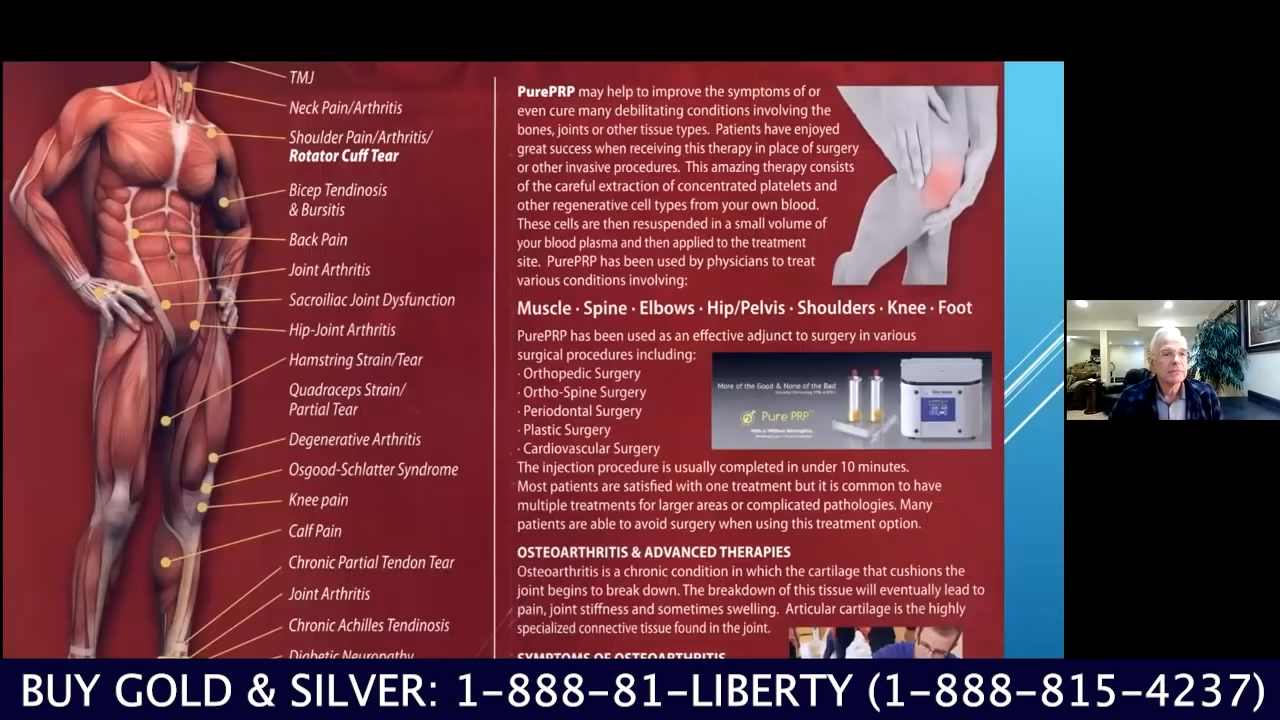 TMJ
Neck Pain/Arthritis
Shoulder Pain/Arthritis/
Rotator Cuff Tear
Bicep Tendinosis
& Bursitis
Back Pain
Joint Arthritis
Sacroiliac Joint Dysfunction
Hip-Joint Arthritis
Hamstring Strain/Tear
Quadraceps Strain/
Partial Tear
Degenerative Arthritis
Osgood-Schlatter Syndrome
Knee pain
Calf Pain
Chronic Partial Tendon Tear
Joint Arthritis
Chronic Achilles Tendinosis
Diabetic Neuropathy
PurePRP may help to improve the symptoms of or
even cure many debilitating conditions involving the
bones, joints or other tissue types. Patients have enjoyed
great success when receiving this therapy in place of surgery
or other invasive procedures. This amazing therapy consists
of the careful extraction of concentrated platelets and
other regenerative cell types from your own blood.
These cells are then resuspended in a small volume of
your blood plasma and then applied to the treatment
site. PurePRP has been used by physicians to treat
various conditions involving:
Muscle · Spine · Elbows · Hip/Pelvis · Shoulders · Knee · Foot
PurePRP has been used as an effective adjunct to surgery in various
surgical procedures including:
· Orthopedic Surgery
· Ortho-Spine Surgery
· Periodontal Surgery
· Plastic Surgery
· Cardiovascular Surgery
More of the Good & None of the Bad
Pure PRP
The injection procedure is usually completed in under 10 minutes.
Most patients are satisfied with one treatment but it is common to have
multiple treatments for larger areas or complicated pathologies. Many
patients are able to avoid surgery when using this treatment option.
OSTEOARTHRITIS & ADVANCED THERAPIES
Osteoarthritis is a chronic condition in which the cartilage that cushions the
joint begins to break down. The breakdown of this tissue will eventually lead to
pain, joint stiffness and sometimes swelling. Articular cartilage is the highly
specialized connective tissue found in the joint.
SYMPTOMS OF OSTEOARTHRITIS
BUY GOLD & SILVER: 1-888-81-LIBERTY (1-888-815-4237)